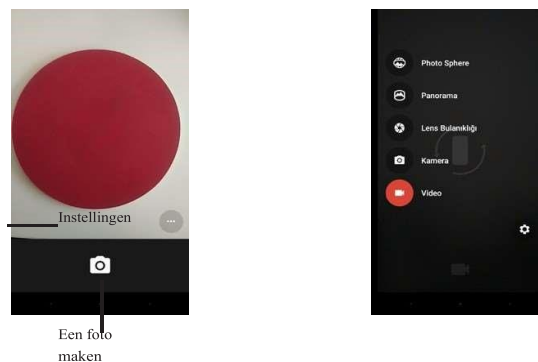 Instellingen
Een foto
maken
Photo Sphere
Panorama
Lens Bulanıklığı
Kamera
Video